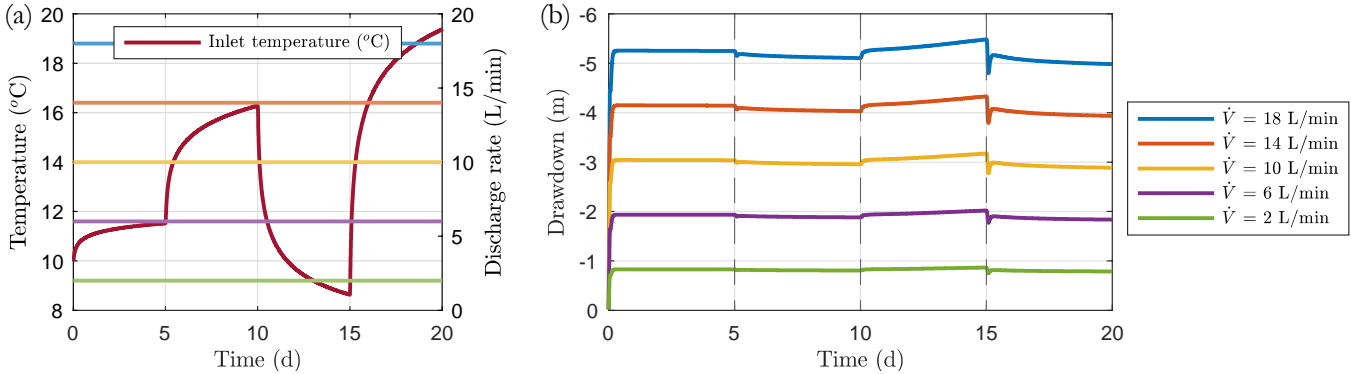 (a)
Temperature (°C)
20
18
16
14
12
10
8
Inlet temperature (°C)
20
15
10
5
0
Discharge rate (L/min)
0
5
10
15
20
Time (d)
(b)
Drawdown (m)
-6
-5
-4
-3
-2
-1
0
0
5
10
15
20
Time (d)
V̇ = 18 L/min
V̇ = 14 L/min
V̇ = 10 L/min
V̇ = 6 L/min
V̇ = 2 L/min